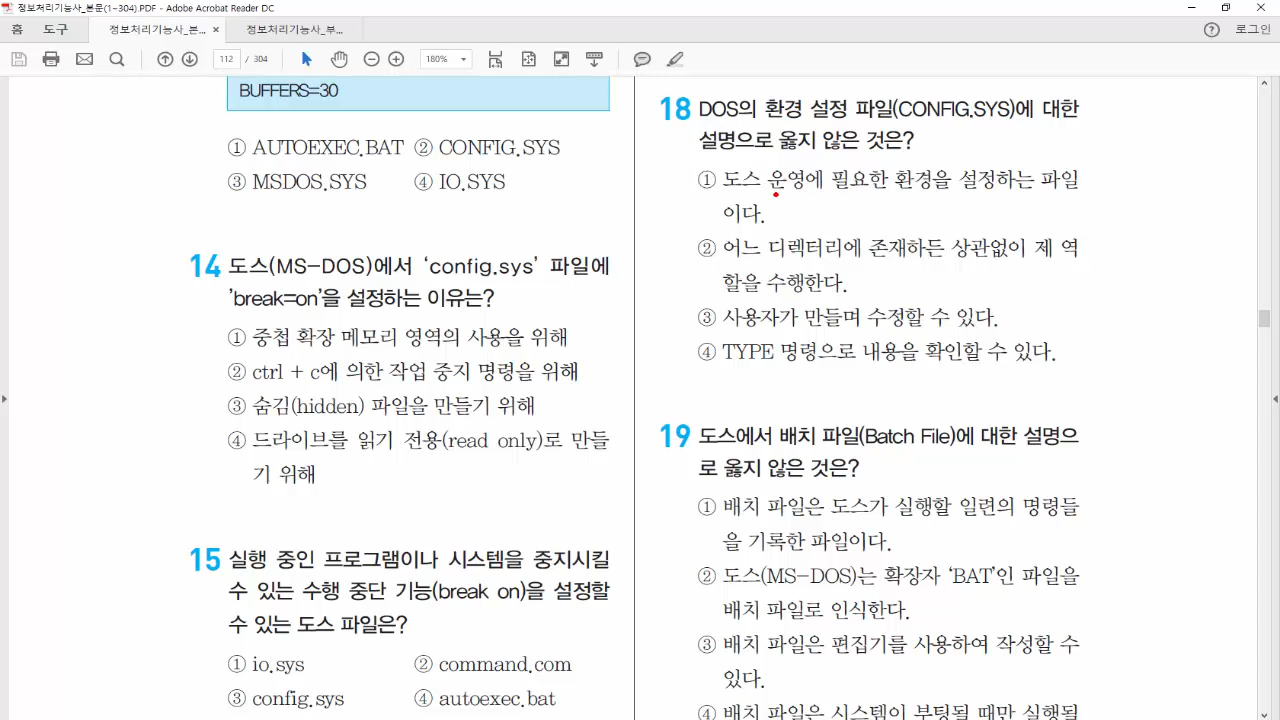 정보처리기능사_본문(1~304).PDF - Adobe Acrobat Reader DC
홈 도구 정보처리기능사_본... × 정보처리기능사_부... 로그인
112 / 304 180%
BUFFERS=30
① AUTOEXEC.BAT ② CONFIG.SYS
③ MSDOS.SYS ④ IO.SYS
14 도스(MS-DOS)에서 ‘config.sys’ 파일에
’break=on’을 설정하는 이유는?
① 중첩 확장 메모리 영역의 사용을 위해
② ctrl + c에 의한 작업 중지 명령을 위해
③ 숨김(hidden) 파일을 만들기 위해
④ 드라이브를 읽기 전용(read only)로 만들
기 위해
15 실행 중인 프로그램이나 시스템을 중지시킬
수 있는 수행 중단 기능(break on)을 설정할
수 있는 도스 파일은?
① io.sys ② command.com
③ config.sys ④ autoexec.bat
18 DOS의 환경 설정 파일(CONFIG.SYS)에 대한
설명으로 옳지 않은 것은?
① 도스 운영에 필요한 환경을 설정하는 파일
이다.
② 어느 디렉터리에 존재하든 상관없이 제 역
할을 수행한다.
③ 사용자가 만들며 수정할 수 있다.
④ TYPE 명령으로 내용을 확인할 수 있다.
19 도스에서 배치 파일(Batch File)에 대한 설명으
로 옳지 않은 것은?
① 배치 파일은 도스가 실행할 일련의 명령들
을 기록한 파일이다.
② 도스(MS-DOS)는 확장자 ‘BAT’인 파일을
배치 파일로 인식한다.
③ 배치 파일은 편집기를 사용하여 작성할 수
있다.
④ 배치 파일은 시스템이 부팅될 때만 실행된